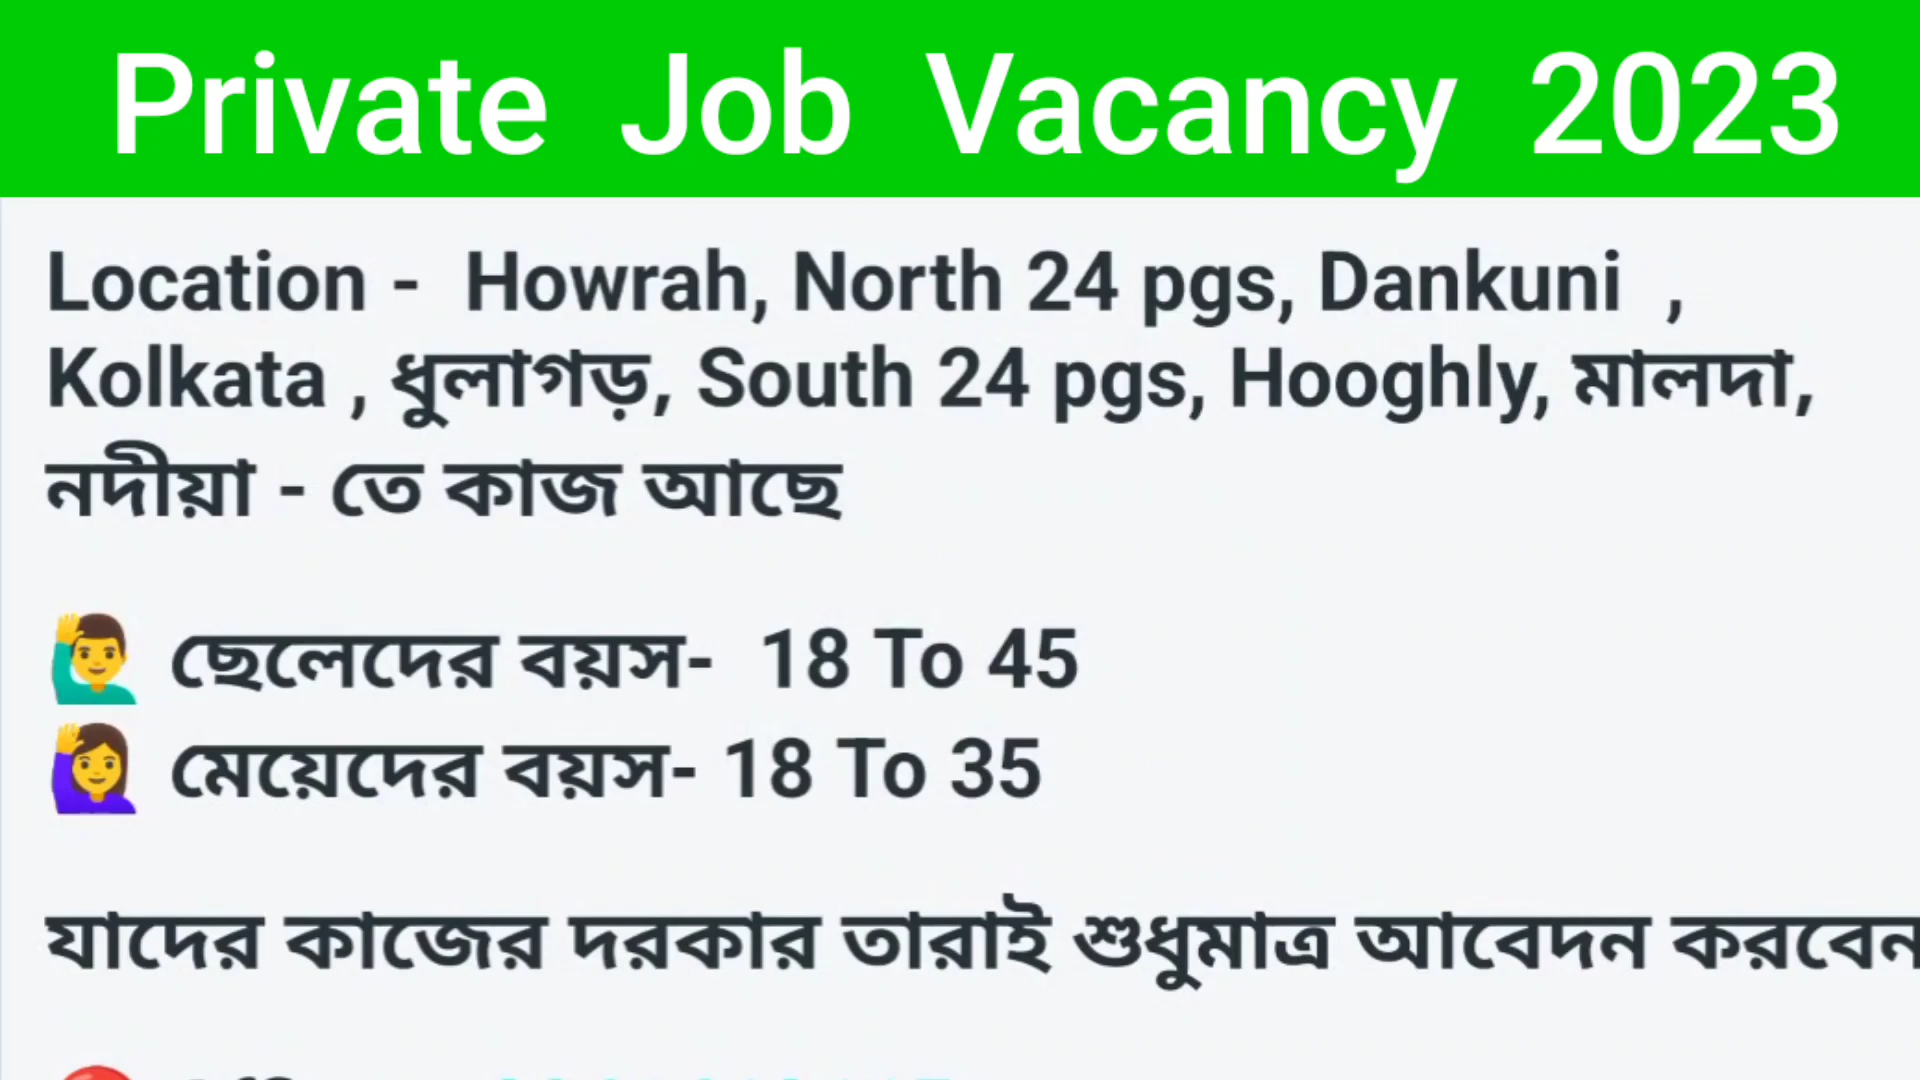 Private Job Vacancy 2023
Location - Howrah, North 24 pgs, Dankuni ,
Kolkata , ধুলাগড়, South 24 pgs, Hooghly, মালদা,
নদীয়া - তে কাজ আছে
ছেলেদের বয়স- 18 To 45
মেয়েদের বয়স- 18 To 35
যাদের কাজের দরকার তারাই শুধুমাত্র আবেদন করবেন